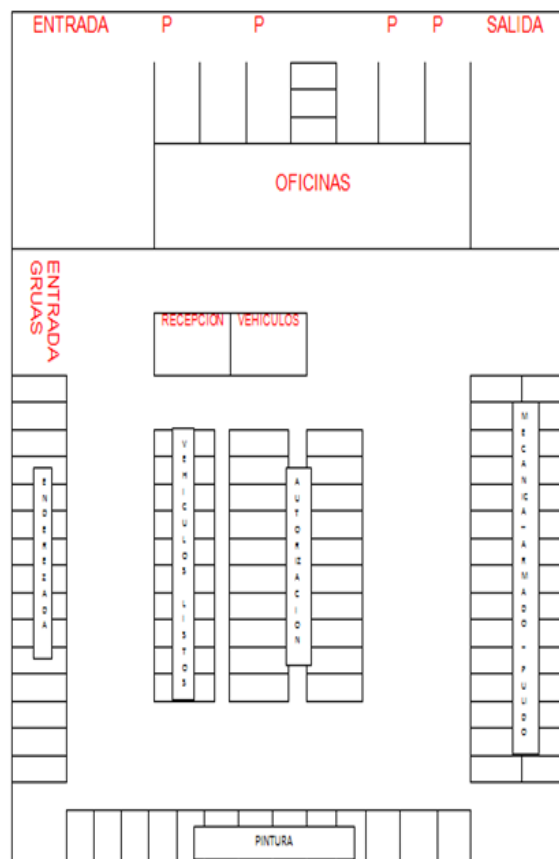 ENTRADA P P P P SALIDA
OFICINAS
ENTRADA
GRUAS
RECEPCION VEHICULOS
ENDEREZADA
VEHICULOS LISTOS
AUTORIZACION
MECANICA-ARMADO-PULIDO
PINTURA